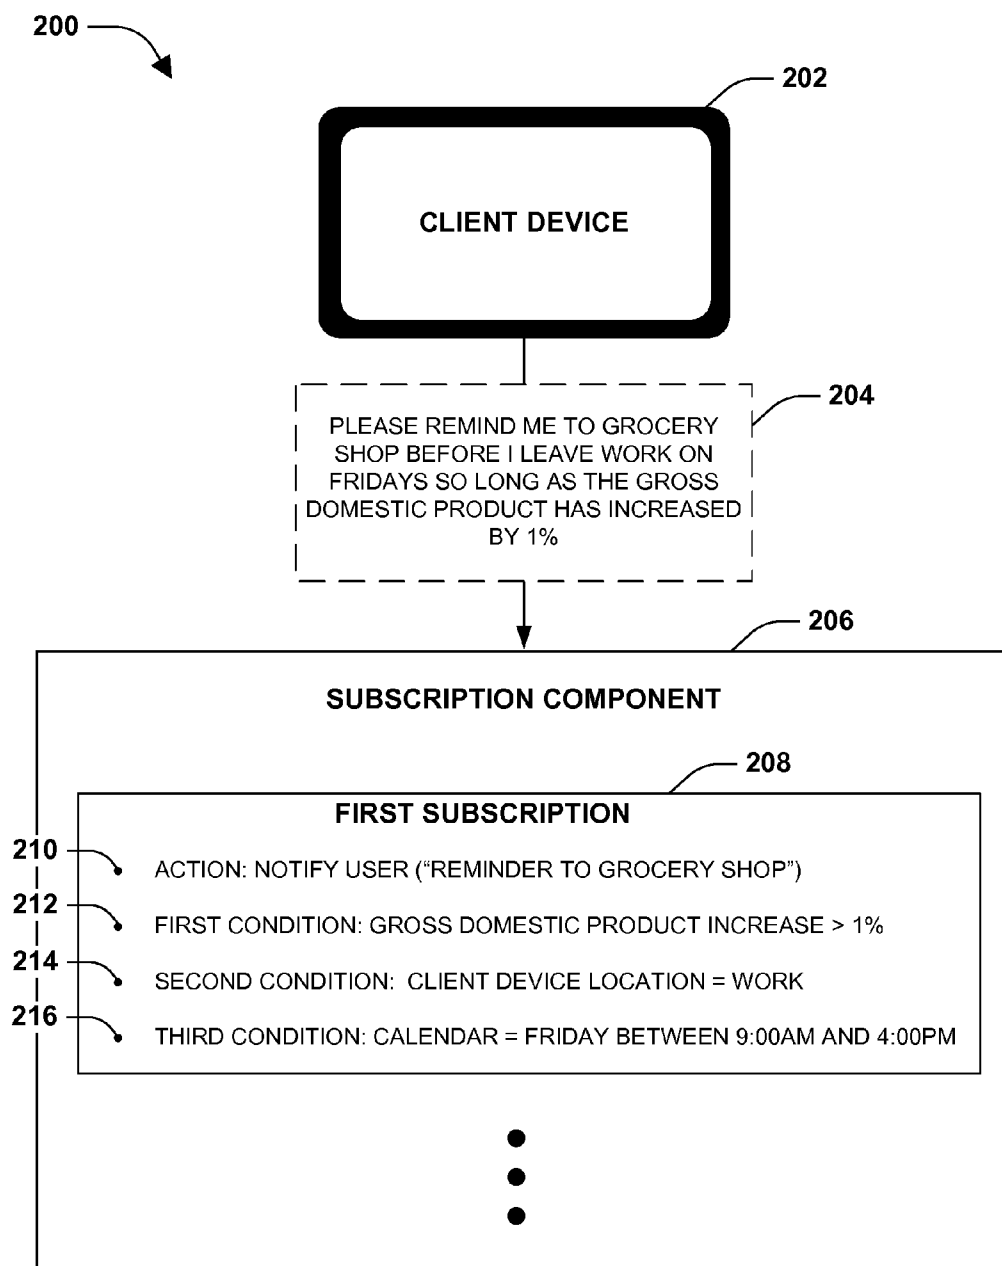 200
202
CLIENT DEVICE
204
PLEASE REMIND ME TO GROCERY
SHOP BEFORE I LEAVE WORK ON
FRIDAYS SO LONG AS THE GROSS
DOMESTIC PRODUCT HAS INCREASED
BY 1%
206
SUBSCRIPTION COMPONENT
208
FIRST SUBSCRIPTION
210
ACTION: NOTIFY USER (“REMINDER TO GROCERY SHOP”)
212
FIRST CONDITION: GROSS DOMESTIC PRODUCT INCREASE > 1%
214
SECOND CONDITION: CLIENT DEVICE LOCATION = WORK
216
THIRD CONDITION: CALENDAR = FRIDAY BETWEEN 9:00AM AND 4:00PM